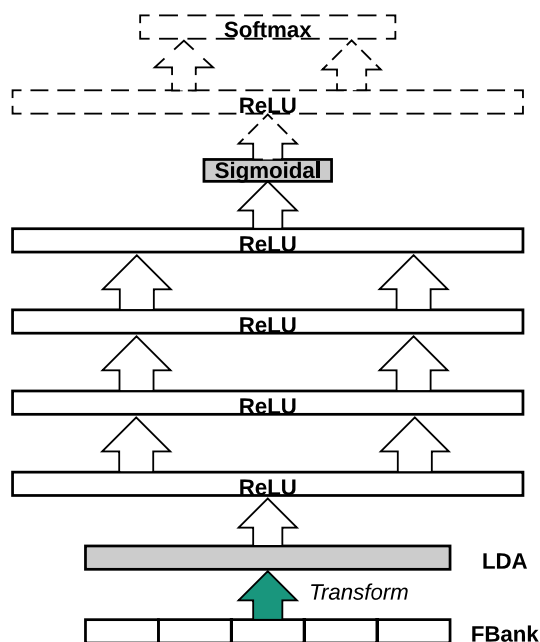 Softmax
ReLU
Sigmoidal
ReLU
ReLU
ReLU
ReLU
LDA
Transform
FBank